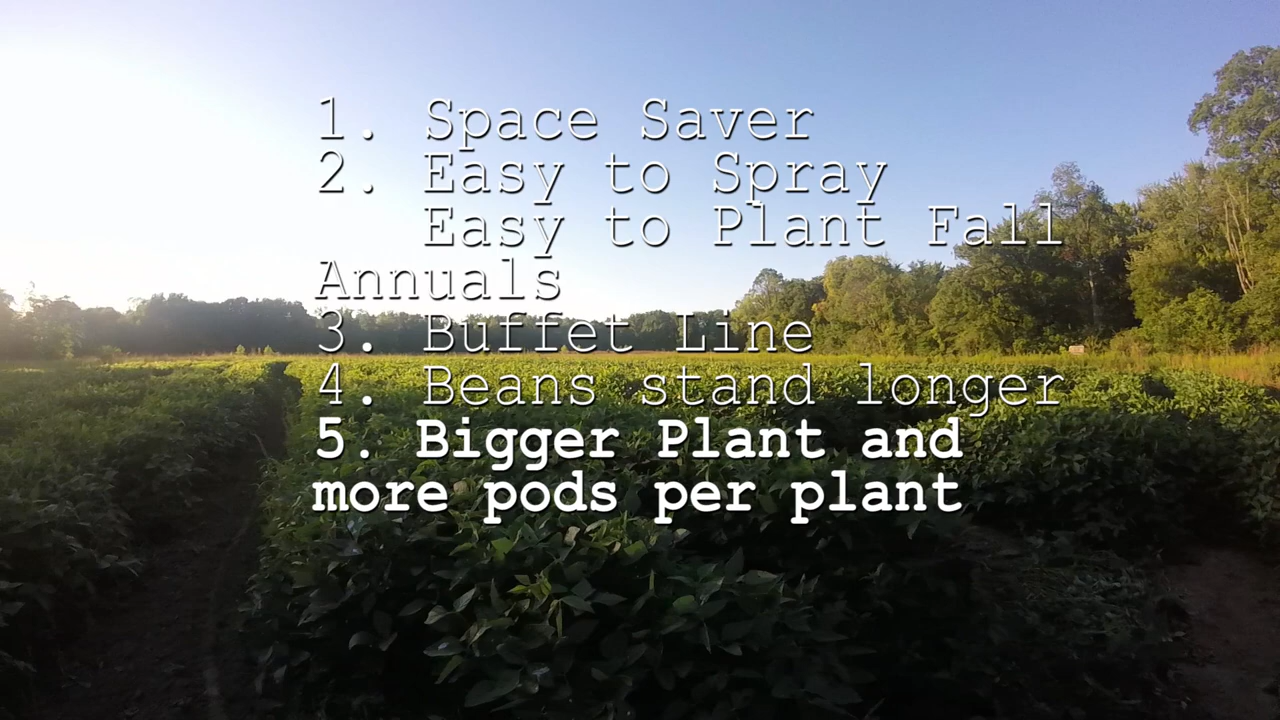 1. Space Saver
2. Easy to Spray
Easy to Plant Fall
Annuals
3. Buffet Line
4. Beans stand longer
5. Bigger Plant and
more pods per plant